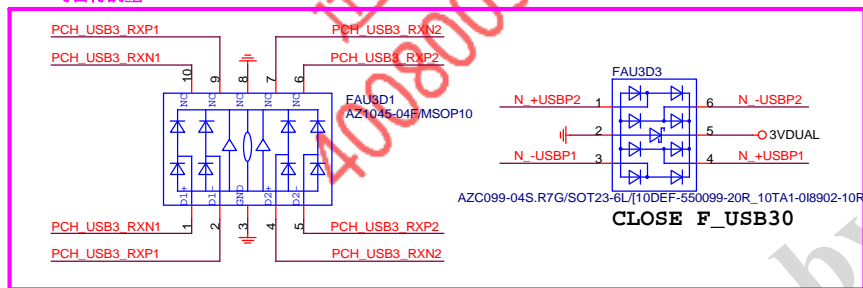 PCH_USB3_RXP1
PCH_USB3_RXN2
PCH_USB3_RXN1
PCH_USB3_RXP2
10 9 8 7 6
NC NC NC NC
FAU3D1
AZ1045-04F/MSOP10
D1+ D1- GND D2+ D2-
1 2 3 4 5
PCH_USB3_RXN1
PCH_USB3_RXP2
PCH_USB3_RXP1
PCH_USB3_RXN2
FAU3D3
N_+USBP2 1 6 N_-USBP2
2 5 3VDUAL
N_-USBP1 3 4 N_+USBP1
AZC099-04S.R7G/SOT23-6L/[10DEF-550099-20R_10TA1-0I8902-10R
CLOSE F_USB30
4008000
by